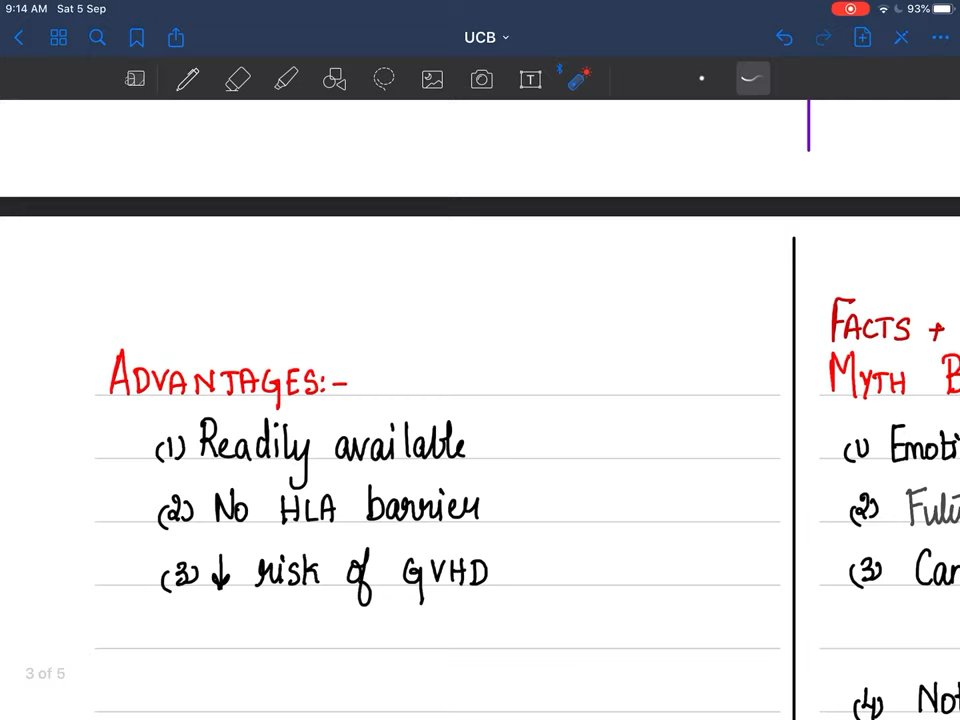 9:14 AM Sat 5 Sep
93%
UCB
T
ADVANTAGES:-
(1) Readily available
(2) No HLA barrier
(3) ↓ risk of GVHD
FACTS +
MYTH
(1)
(2)
(3)
(4)
3 of 5